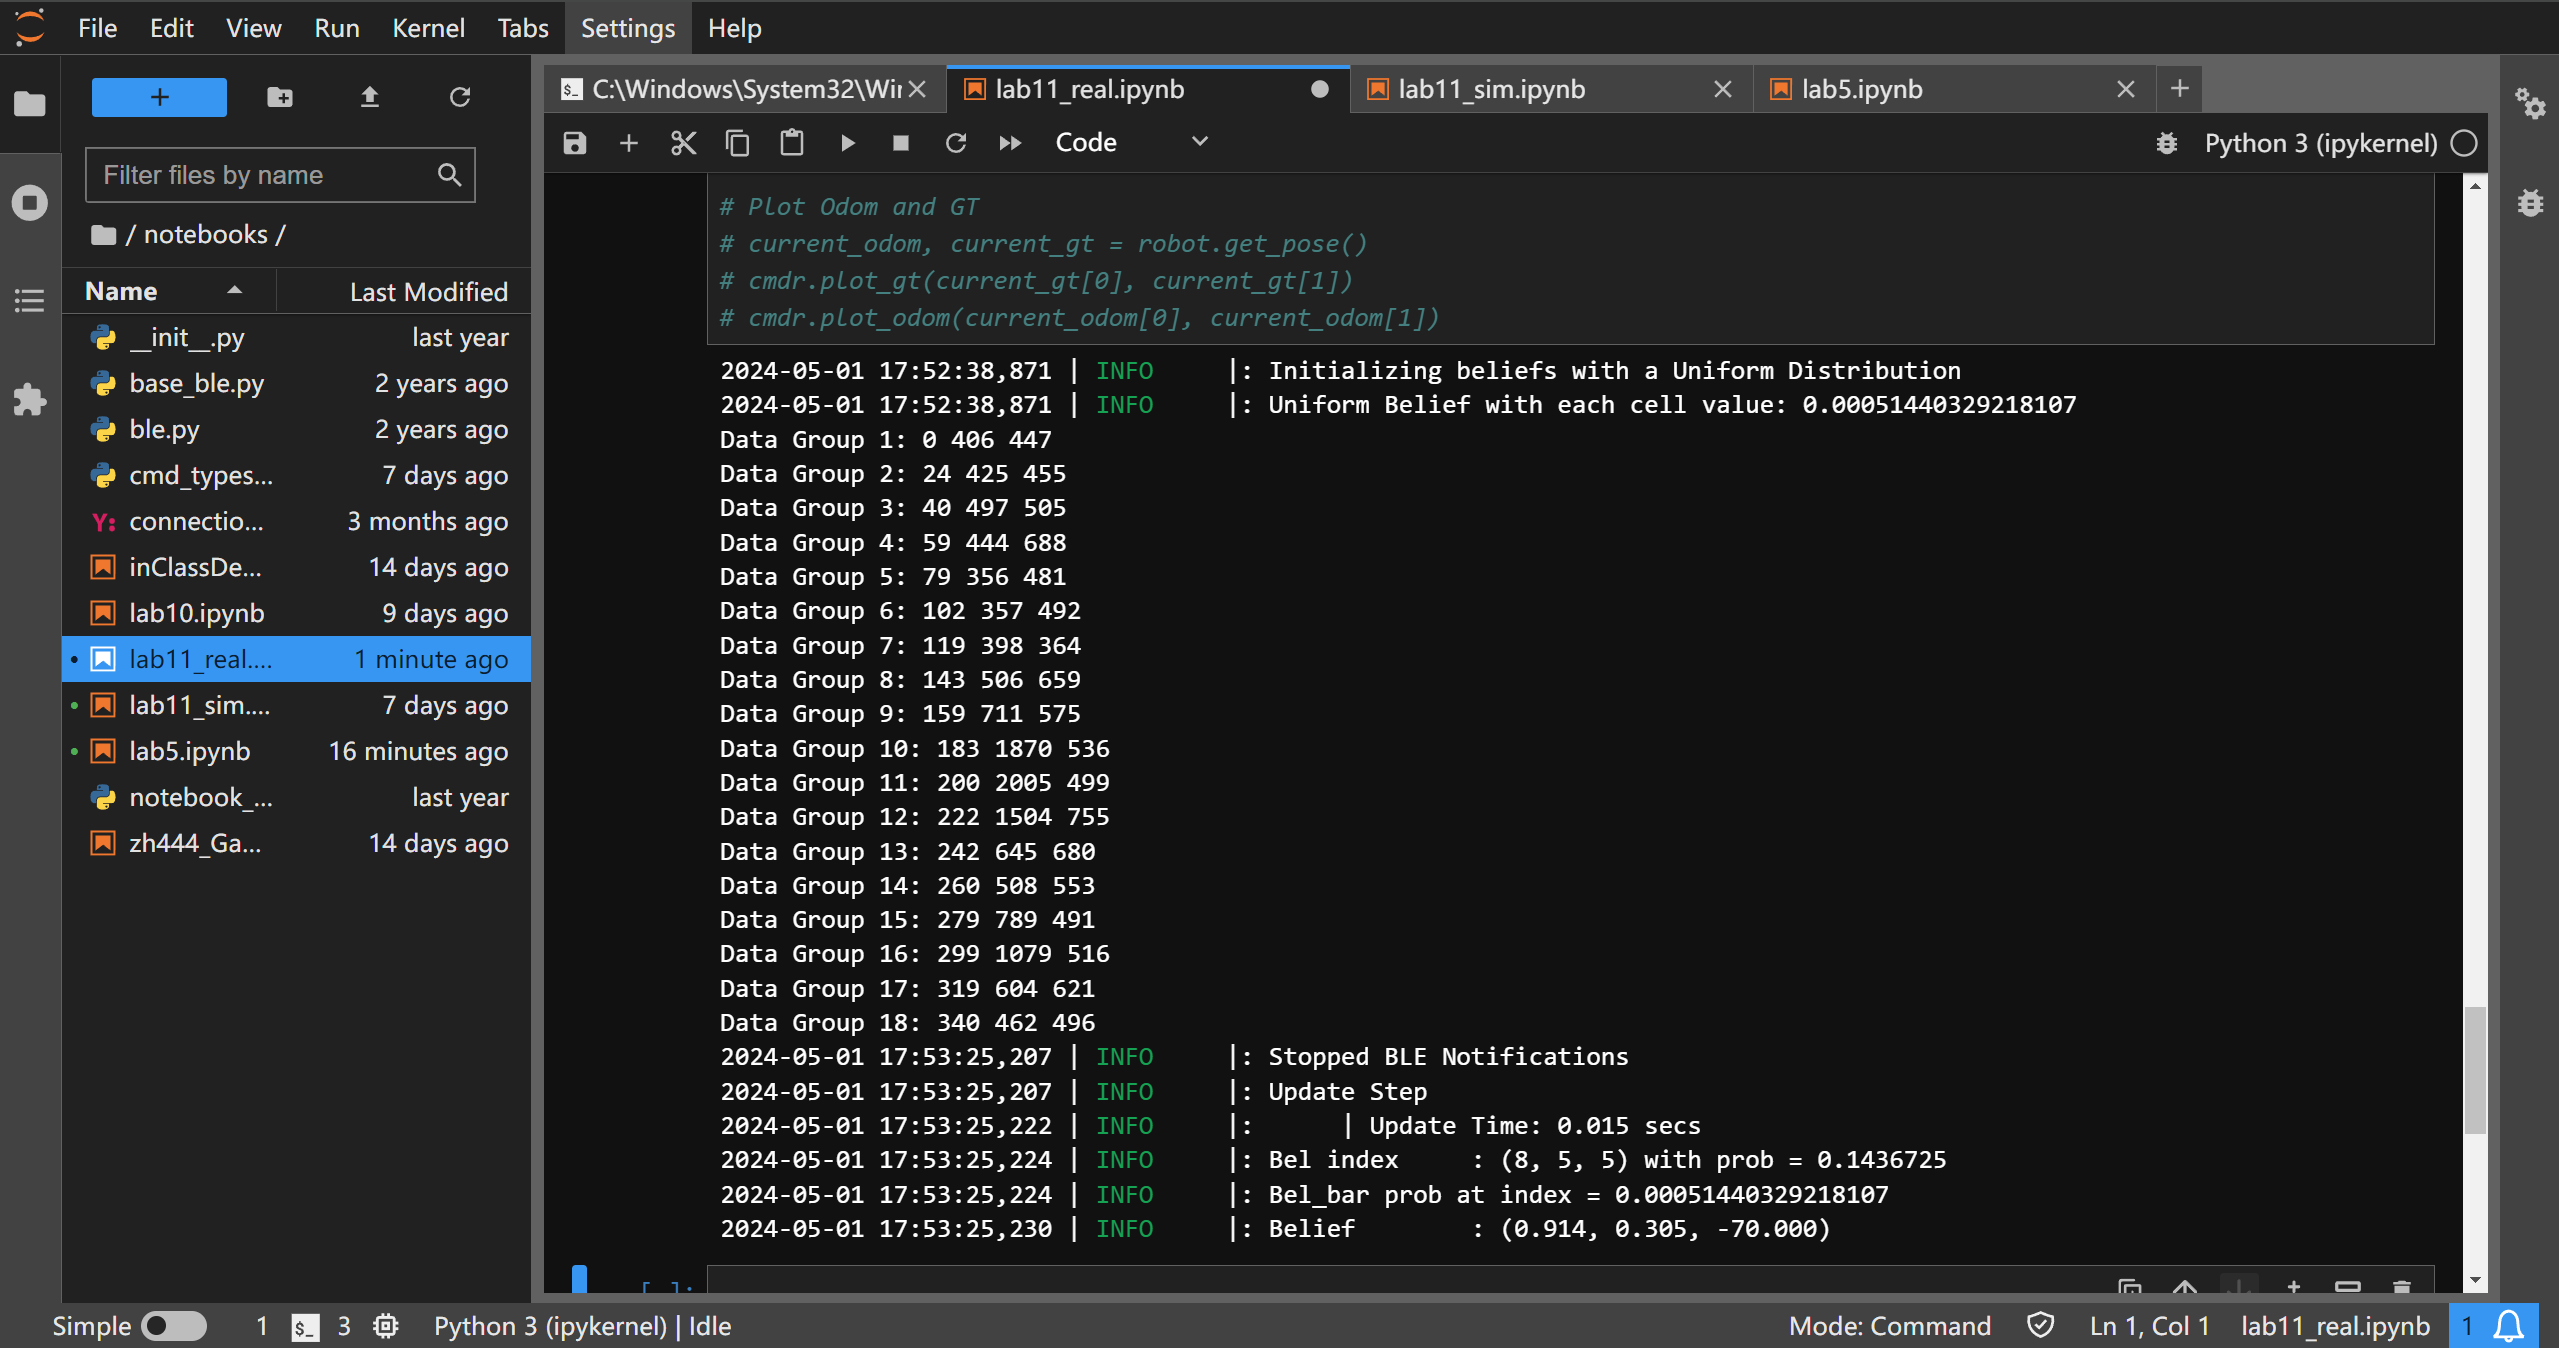 File Edit View Run Kernel Tabs Settings Help
+
Filter files by name
/ notebooks /
Name Last Modified
__init__.py last year
base_ble.py 2 years ago
ble.py 2 years ago
cmd_types... 7 days ago
Y: connectio... 3 months ago
inClassDe... 14 days ago
lab10.ipynb 9 days ago
• lab11_real.... 1 minute ago
• lab11_sim.... 7 days ago
• lab5.ipynb 16 minutes ago
notebook_... last year
zh444_Ga... 14 days ago
$_ C:\Windows\System32\Wir lab11_real.ipynb lab11_sim.ipynb lab5.ipynb +
Code Python 3 (ipykernel)
# Plot Odom and GT
# current_odom, current_gt = robot.get_pose()
# cmdr.plot_gt(current_gt[0], current_gt[1])
# cmdr.plot_odom(current_odom[0], current_odom[1])
2024-05-01 17:52:38,871 | INFO |: Initializing beliefs with a Uniform Distribution
2024-05-01 17:52:38,871 | INFO |: Uniform Belief with each cell value: 0.00051440329218107
Data Group 1: 0 406 447
Data Group 2: 24 425 455
Data Group 3: 40 497 505
Data Group 4: 59 444 688
Data Group 5: 79 356 481
Data Group 6: 102 357 492
Data Group 7: 119 398 364
Data Group 8: 143 506 659
Data Group 9: 159 711 575
Data Group 10: 183 1870 536
Data Group 11: 200 2005 499
Data Group 12: 222 1504 755
Data Group 13: 242 645 680
Data Group 14: 260 508 553
Data Group 15: 279 789 491
Data Group 16: 299 1079 516
Data Group 17: 319 604 621
Data Group 18: 340 462 496
2024-05-01 17:53:25,207 | INFO |: Stopped BLE Notifications
2024-05-01 17:53:25,207 | INFO |: Update Step
2024-05-01 17:53:25,222 | INFO |: | Update Time: 0.015 secs
2024-05-01 17:53:25,224 | INFO |: Bel index : (8, 5, 5) with prob = 0.1436725
2024-05-01 17:53:25,224 | INFO |: Bel_bar prob at index = 0.00051440329218107
2024-05-01 17:53:25,230 | INFO |: Belief : (0.914, 0.305, -70.000)
[ ]:
Simple 1 $_ 3 Python 3 (ipykernel) | Idle Mode: Command Ln 1, Col 1 lab11_real.ipynb 1